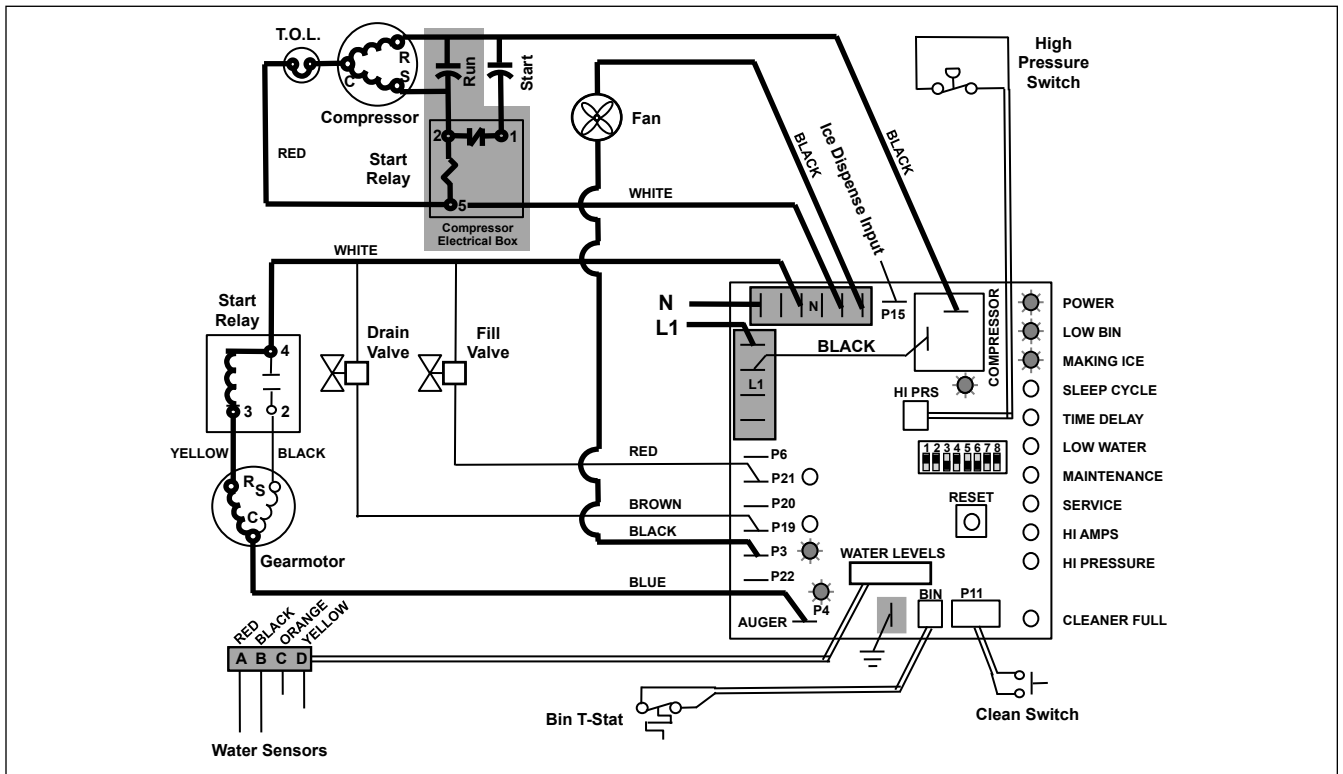 T.O.L.
R
S
C
Compressor
Run
Start
RED
2
1
Start
Relay
5
Compressor
Electrical Box
WHITE
Fan
BLACK
Ice Dispense Input
BLACK
High
Pressure
Switch
WHITE
Start
Relay
4
3
2
YELLOW
BLACK
R
S
C
Gearmotor
Drain
Valve
Fill
Valve
N
L1
N
P15
BLACK
L1
COMPRESSOR
HI PRS
1 2 3 4 5 6 7 8
RESET
POWER
LOW BIN
MAKING ICE
SLEEP CYCLE
TIME DELAY
LOW WATER
MAINTENANCE
SERVICE
HI AMPS
HI PRESSURE
CLEANER FULL
RED
P6
P21
P20
BROWN
P19
BLACK
P3
P22
BLUE
P4
AUGER
WATER LEVELS
BIN
P11
RED
BLACK
ORANGE
YELLOW
A B C D
Water Sensors
Bin T-Stat
Clean Switch